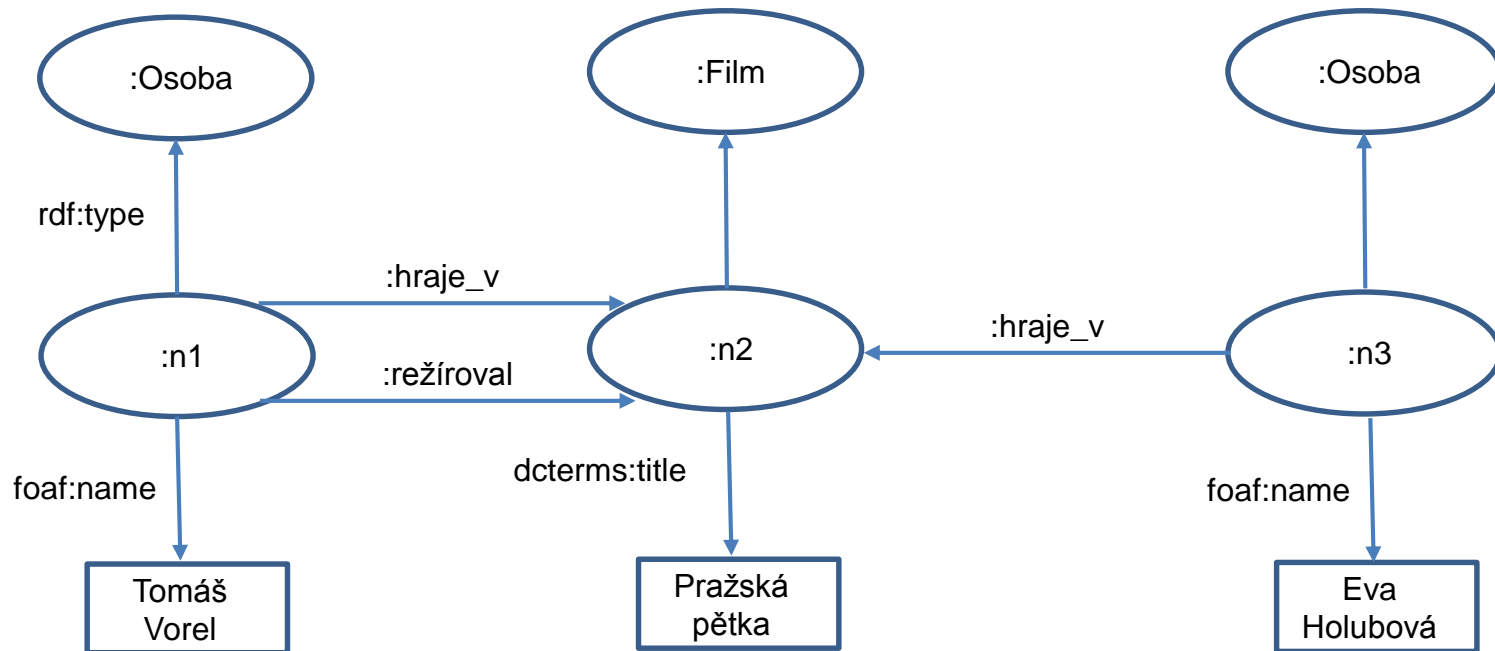 :Osoba
:Film
:Osoba
rdf:type
:hraje_v
:hraje_v
:n1
:n2
:n3
:režíroval
foaf:name
dcterms:title
foaf:name
Tomáš
Vorel
Pražská
pětka
Eva
Holubová